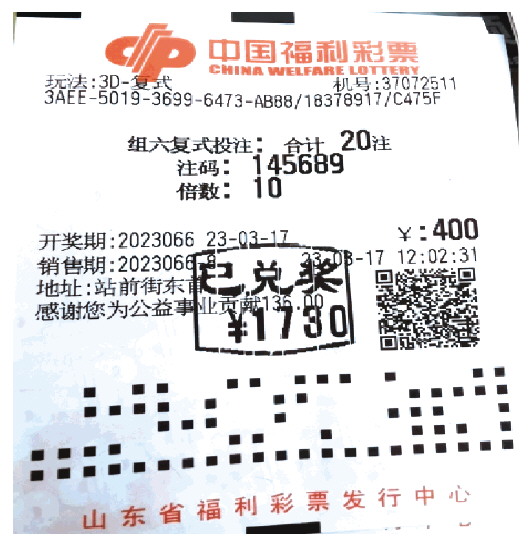 中国福利彩票
CHINA WELFARE LOTTERY
玩法:3D-复式 机号:37072511
3AEE-5019-3699-6473-AB88/18378917/C475F
组六复式投注: 合计 20注
注码: 145689
倍数: 10
开奖期:2023066 23-03-17 ¥:400
销售期:2023066 23-03-17 12:02:31
地址:站前街东首
感谢您为公益事业贡献136.00
已兑奖
¥1730
山东省福利彩票发行中心